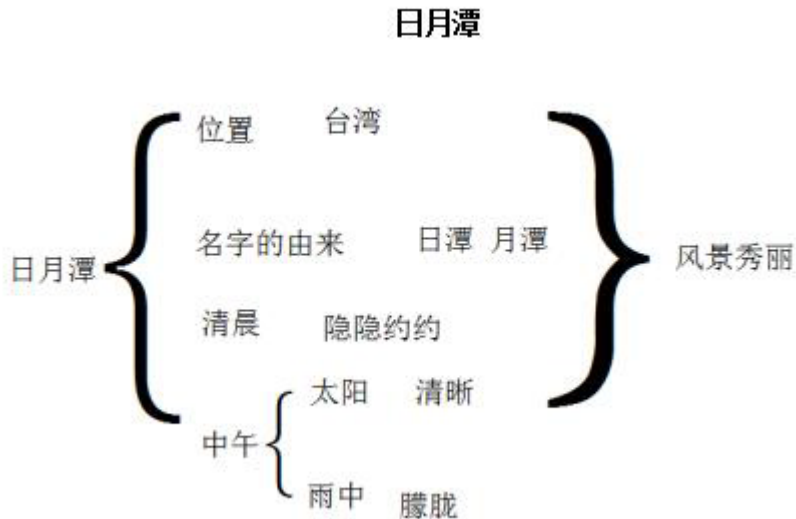 日月潭
位置 台湾
名字的由来 日潭 月潭
日月潭 风景秀丽
清晨 隐隐约约
太阳 清晰
中午
雨中 朦胧